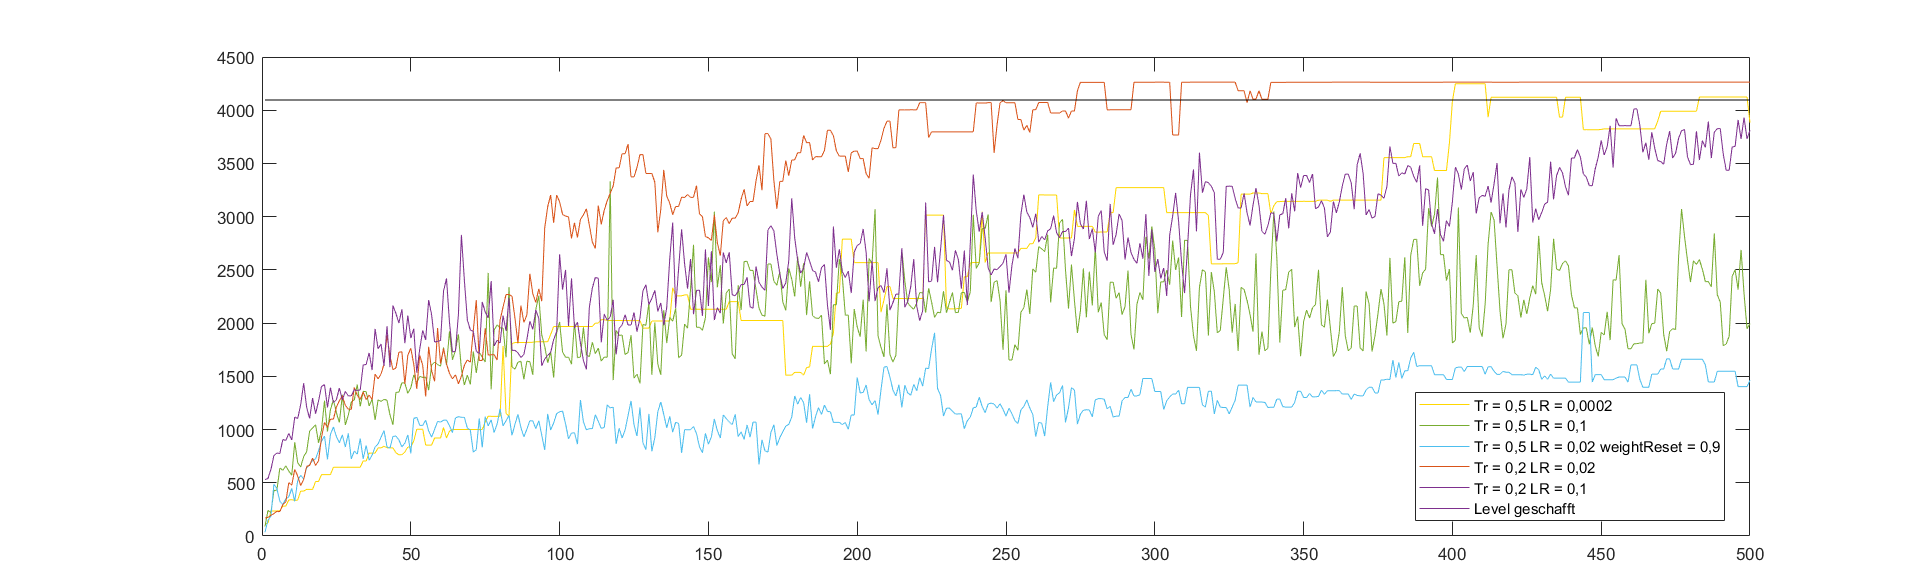 4500
4000
3500
3000
2500
2000
1500
1000
500
0
0 50 100 150 200 250 300 350 400 450 500
Tr = 0,5 LR = 0,0002
Tr = 0,5 LR = 0,1
Tr = 0,5 LR = 0,02 weightReset = 0,9
Tr = 0,2 LR = 0,02
Tr = 0,2 LR = 0,1
Level geschafft